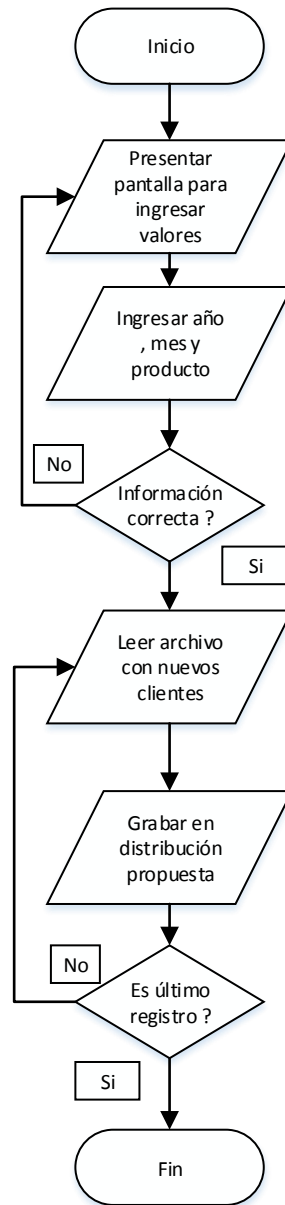 Inicio
Presentar
pantalla para
ingresar
valores
Ingresar año
, mes y
producto
No
Información
correcta ?
Si
Leer archivo
con nuevos
clientes
Grabar en
distribución
propuesta
No
Es último
registro ?
Si
Fin